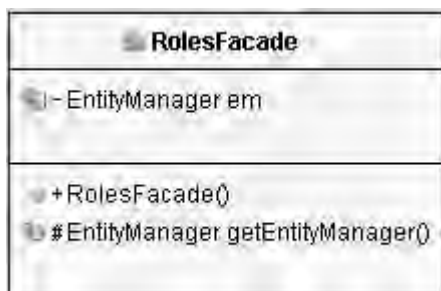 RolesFacade
- EntityManager em
+RolesFacade()
#EntityManager getEntityManager()